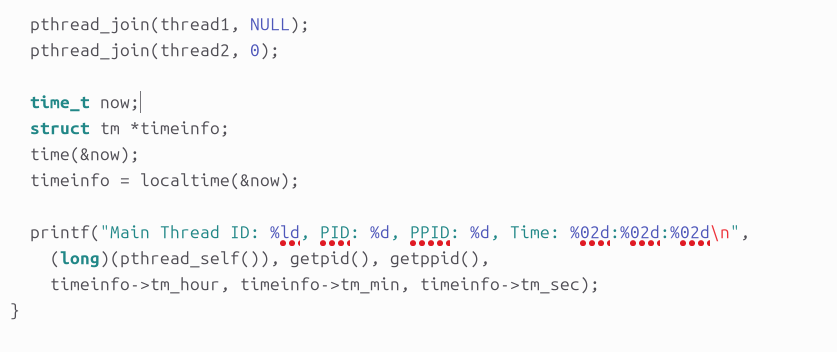 pthread_join(thread1, NULL);
pthread_join(thread2, 0);
time_t now;
struct tm *timeinfo;
time(&now);
timeinfo = localtime(&now);
printf("Main Thread ID: %ld, PID: %d, PPID: %d, Time: %02d:%02d:%02d\n",
(long)(pthread_self()), getpid(), getppid(),
timeinfo->tm_hour, timeinfo->tm_min, timeinfo->tm_sec);
}